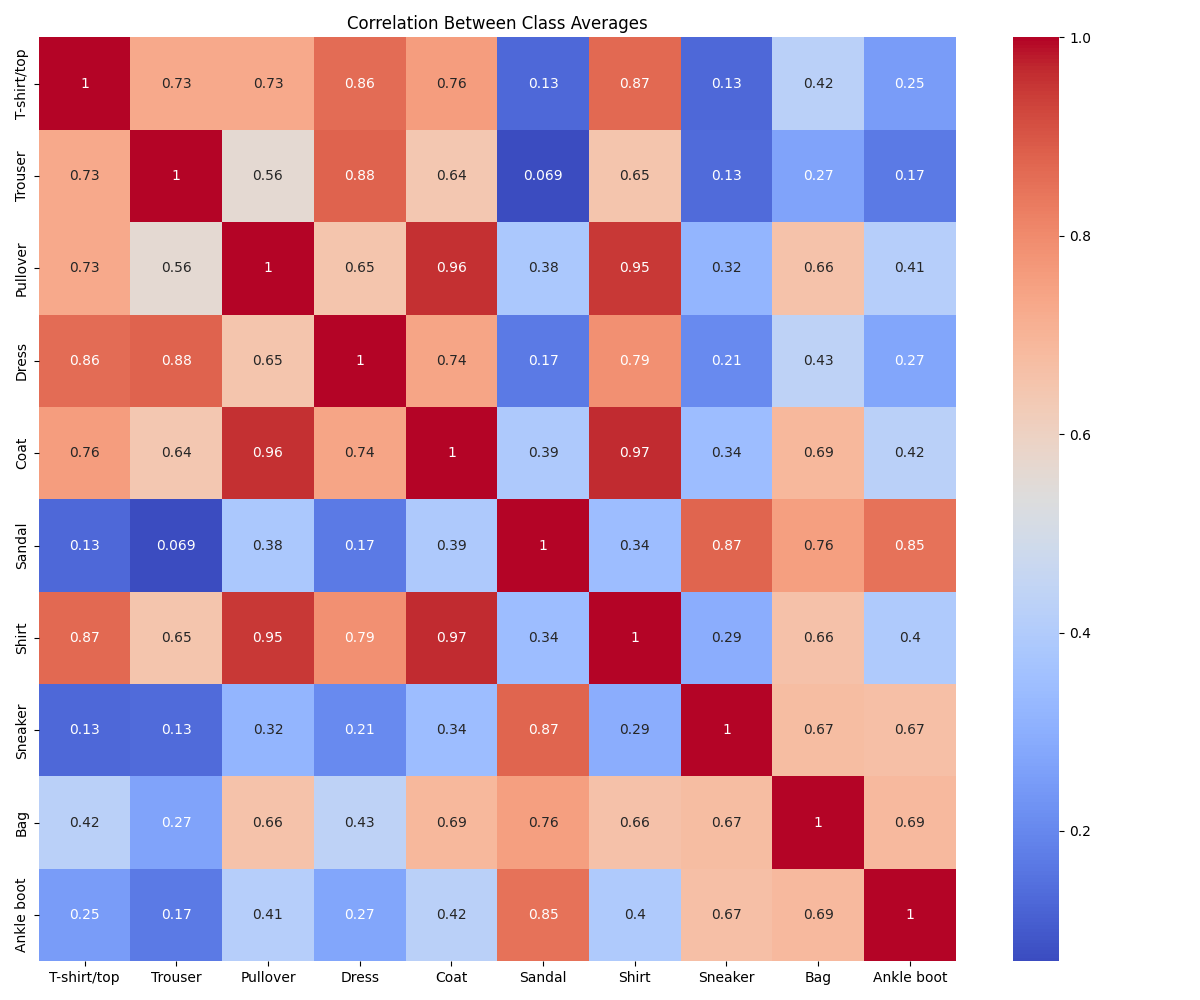 Correlation Between Class Averages
T-shirt/top 1 0.73 0.73 0.86 0.76 0.13 0.87 0.13 0.42 0.25
Trouser 0.73 1 0.56 0.88 0.64 0.069 0.65 0.13 0.27 0.17
Pullover 0.73 0.56 1 0.65 0.96 0.38 0.95 0.32 0.66 0.41
Dress 0.86 0.88 0.65 1 0.74 0.17 0.79 0.21 0.43 0.27
Coat 0.76 0.64 0.96 0.74 1 0.39 0.97 0.34 0.69 0.42
Sandal 0.13 0.069 0.38 0.17 0.39 1 0.34 0.87 0.76 0.85
Shirt 0.87 0.65 0.95 0.79 0.97 0.34 1 0.29 0.66 0.4
Sneaker 0.13 0.13 0.32 0.21 0.34 0.87 0.29 1 0.67 0.67
Bag 0.42 0.27 0.66 0.43 0.69 0.76 0.66 0.67 1 0.69
Ankle boot 0.25 0.17 0.41 0.27 0.42 0.85 0.4 0.67 0.69 1
T-shirt/top Trouser Pullover Dress Coat Sandal Shirt Sneaker Bag Ankle boot
1.0
0.8
0.6
0.4
0.2